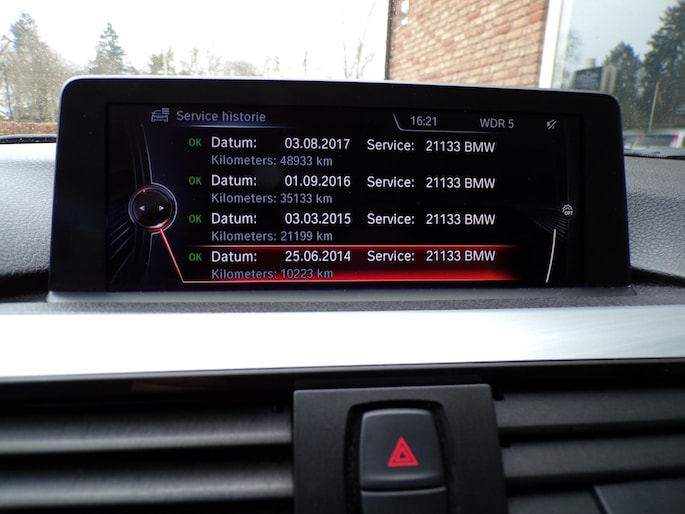 Service historie 16:21 WDR 5
OK Datum: 03.08.2017 Service: 21133 BMW
Kilometers: 48933 km
OK Datum: 01.09.2016 Service: 21133 BMW
Kilometers: 35133 km
OK Datum: 03.03.2015 Service: 21133 BMW
Kilometers: 21199 km
OK Datum: 25.06.2014 Service: 21133 BMW
Kilometers: 10223 km
OPT